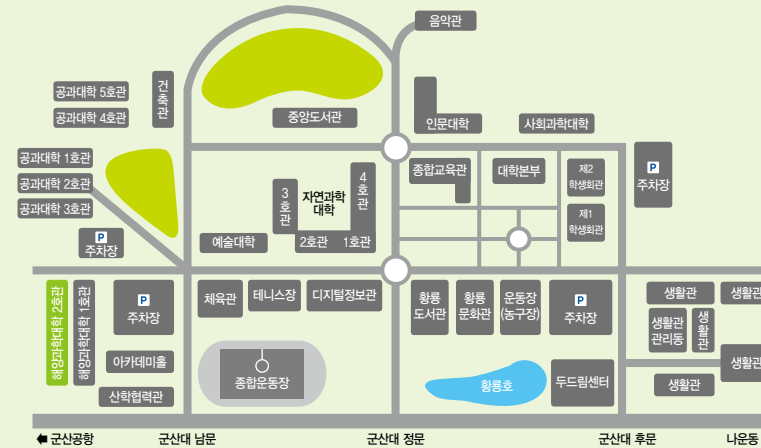 음악관
공과대학 5호관
건축관
공과대학 4호관
중앙도서관
인문대학
사회과학대학
공과대학 1호관
공과대학 2호관
공과대학 3호관
3호관
자연과학
대학
4호관
2호관
1호관
종합교육관
대학본부
제2
학생회관
제1
학생회관
P
주차장
P
주차장
예술대학
해양과학대학 2호관
해양과학대학 1호관
P
주차장
체육관
테니스장
디지털정보관
황룡
도서관
황룡
문화관
운동장
(농구장)
P
주차장
생활관
생활관
생활관
관리동
생활관
생활관
생활관
아카데미홀
산학협력관
종합운동장
황룡호
두드림센터
군산공항
군산대 남문
군산대 정문
군산대 후문
나운동